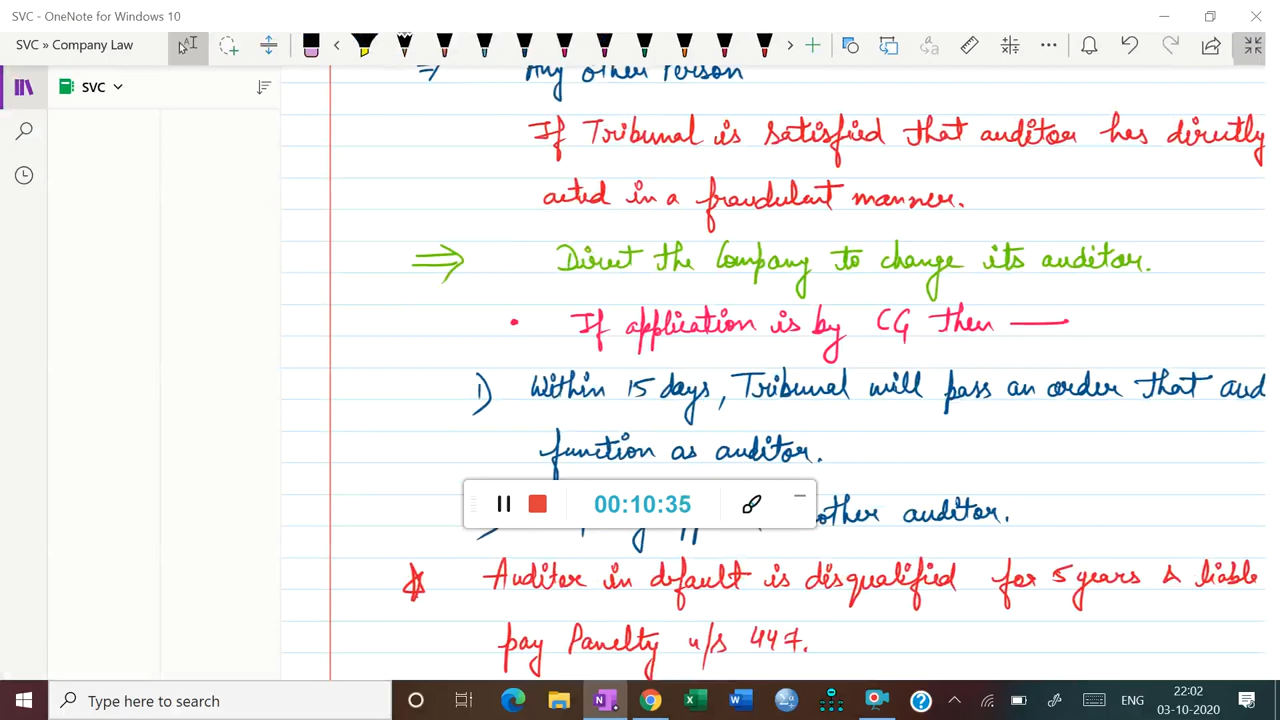 SVC - OneNote for Windows 10
SVC » Company Law
SVC
⇒ Any other Person
If Tribunal is satisfied that auditor has directly
acted in a fraudulent manner.
⇒ Direct the Company to change its auditor.
• If application is by CG then —
1) Within 15 days, Tribunal will pass an order that aud
function as auditor.
00:10:35
other auditor.
Auditor in default is disqualified for 5 years & liable
pay Panelty u/s 447.
Type here to search
ENG
22:02
03-10-2020